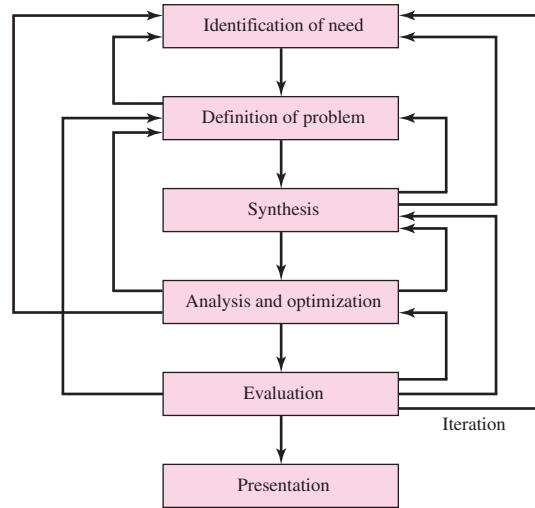 Identification of need
Definition of problem
Synthesis
Analysis and optimization
Evaluation
Iteration
Presentation